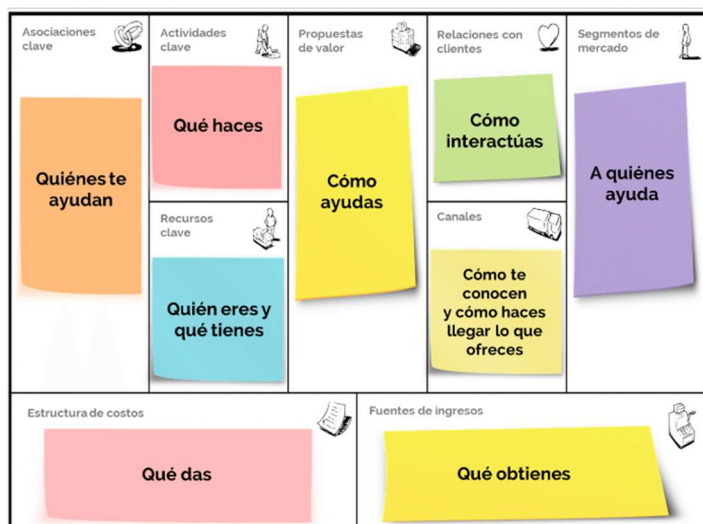 Asociaciones
clave
Quiénes te
ayudan
Actividades
clave
Qué haces
Recursos
clave
Quién eres y
qué tienes
Propuestas
de valor
Cómo
ayudas
Relaciones con
clientes
Cómo
interactúas
Canales
Cómo te
conocen
y cómo haces
llegar lo que
ofreces
Segmentos de
mercado
A quiénes
ayuda
Estructura de costos
Qué das
Fuentes de ingresos
Qué obtienes